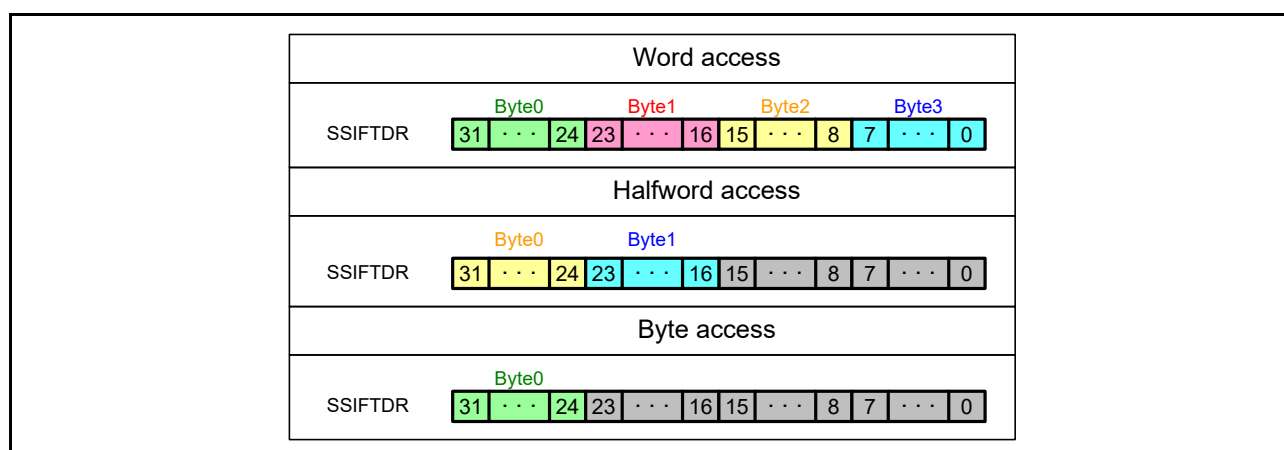 Word access
Byte0 Byte1 Byte2 Byte3
SSIFTDR 31 ··· 24 23 ··· 16 15 ··· 8 7 ··· 0
Halfword access
Byte0 Byte1
SSIFTDR 31 ··· 24 23 ··· 16 15 ··· 8 7 ··· 0
Byte access
Byte0
SSIFTDR 31 ··· 24 23 ··· 16 15 ··· 8 7 ··· 0